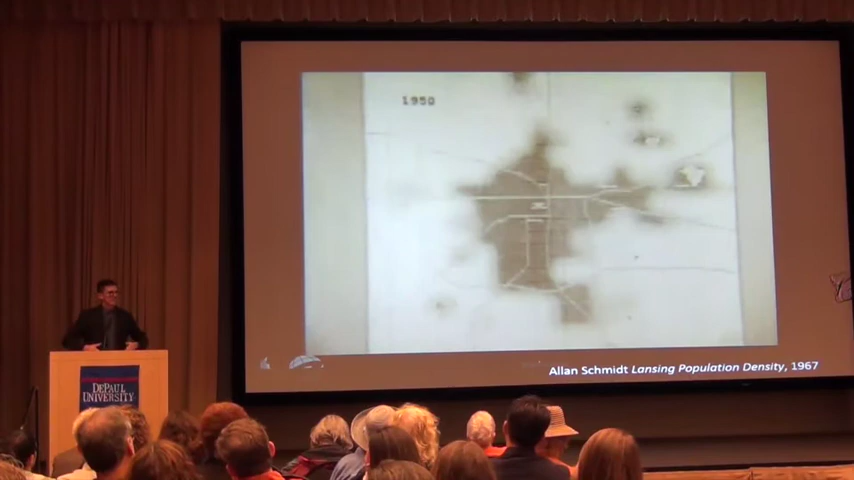 1950
Allan Schmidt Lansing Population Density, 1967
DEPAUL
UNIVERSITY